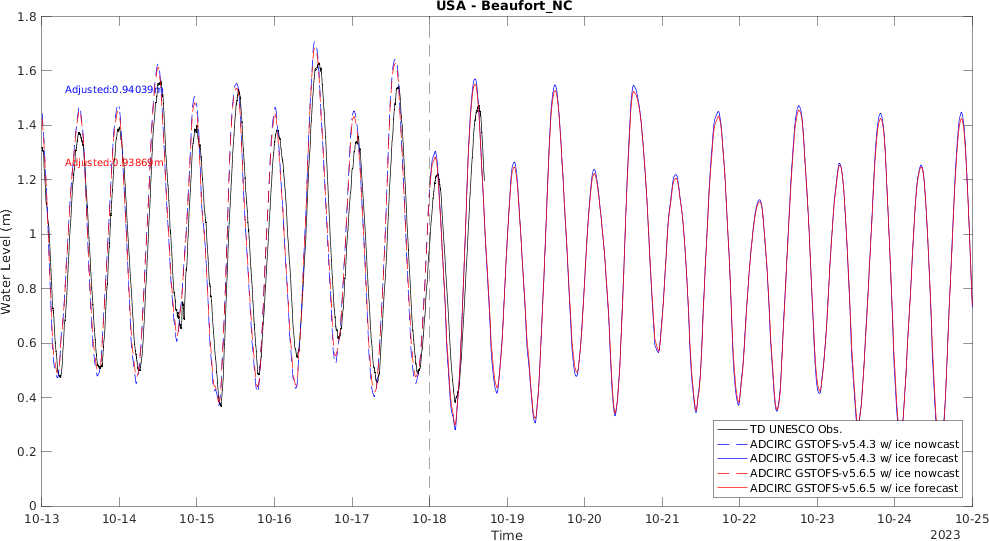 USA - Beaufort_NC
1.8
1.6
1.4
1.2
1
0.8
0.6
0.4
0.2
0
Water Level (m)
Adjusted:0.94039m
Adjusted:0.93869m
TD UNESCO Obs.
ADCIRC GSTOFS-v5.4.3 w/ ice nowcast
ADCIRC GSTOFS-v5.4.3 w/ ice forecast
ADCIRC GSTOFS-v5.6.5 w/ ice nowcast
ADCIRC GSTOFS-v5.6.5 w/ ice forecast
10-13 10-14 10-15 10-16 10-17 10-18 10-19 10-20 10-21 10-22 10-23 10-24 10-25
Time
2023